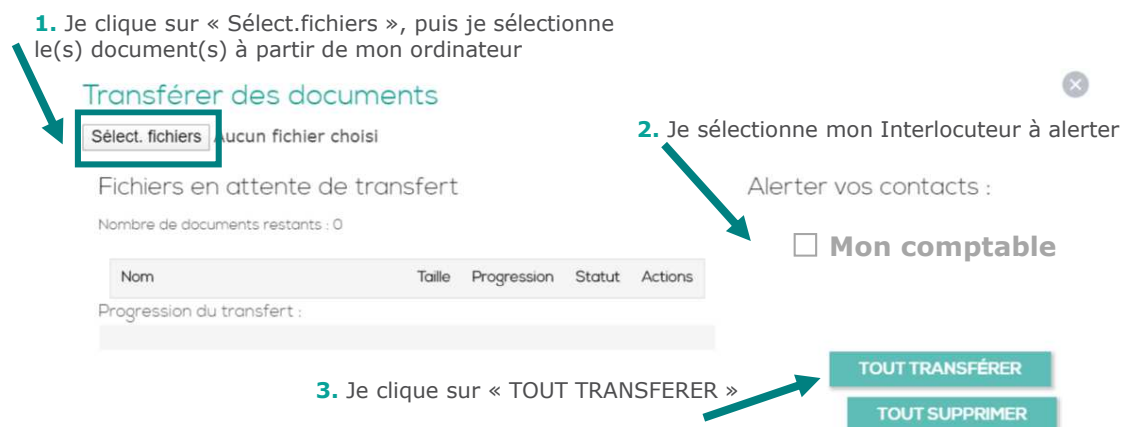 1. Je clique sur « Sélect.fichiers », puis je sélectionne
le(s) document(s) à partir de mon ordinateur
Transférer des documents
Sélect. fichiers Aucun fichier choisi
2. Je sélectionne mon Interlocuteur à alerter
Fichiers en attente de transfert
Alerter vos contacts :
Nombre de documents restants : 0
Mon comptable
Nom Taille Progression Statut Actions
Progression du transfert :
TOUT TRANSFÉRER
3. Je clique sur « TOUT TRANSFERER »
TOUT SUPPRIMER